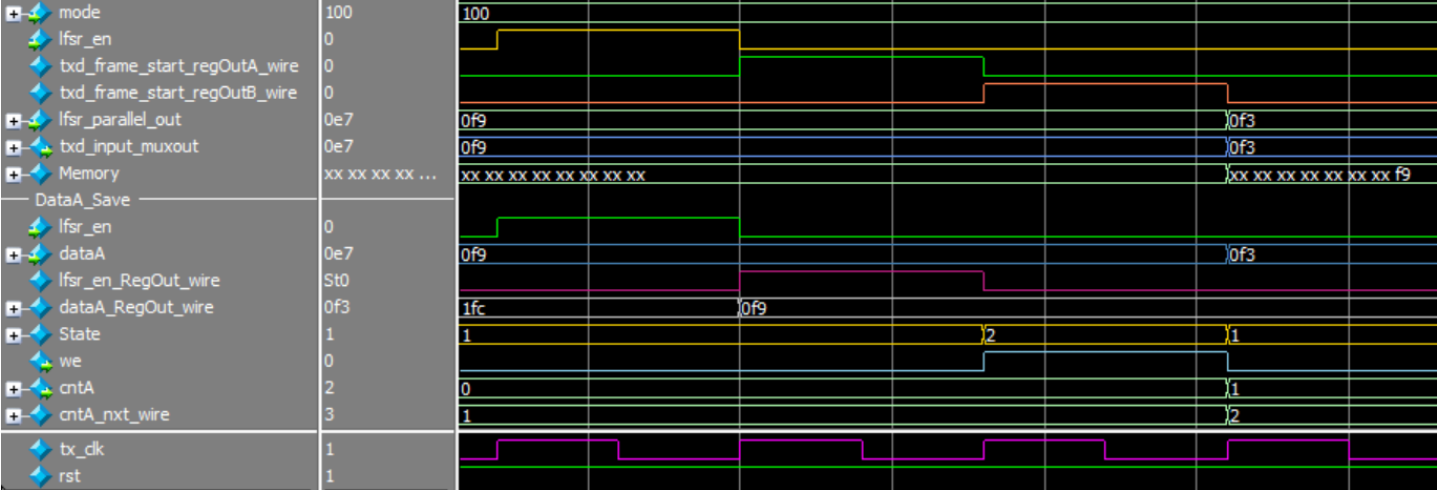 mode 100 100
lfsr_en 0
txd_frame_start_regOutA_wire 0
txd_frame_start_regOutB_wire 0
lfsr_parallel_out 0e7 0f9 0f3
txd_input_muxout 0e7 0f9 0f3
Memory xx xx xx xx ... xx xx xx xx xx xx xx xx xx xx xx xx xx xx xx f9
DataA_Save
lfsr_en 0
dataA 0e7 0f9 0f3
lfsr_en_RegOut_wire St0
dataA_RegOut_wire 0f3 1fc 0f9
State 1 1 2 1
we 0
cntA 2 0 1
cntA_nxt_wire 3 1 2
tx_clk 1
rst 1